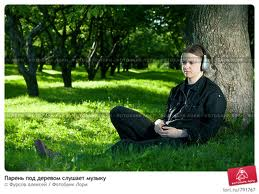 Парень под деревом слушает музыку
© Фурсов Алексей / Фотобанк Лори
lori.ru/791767